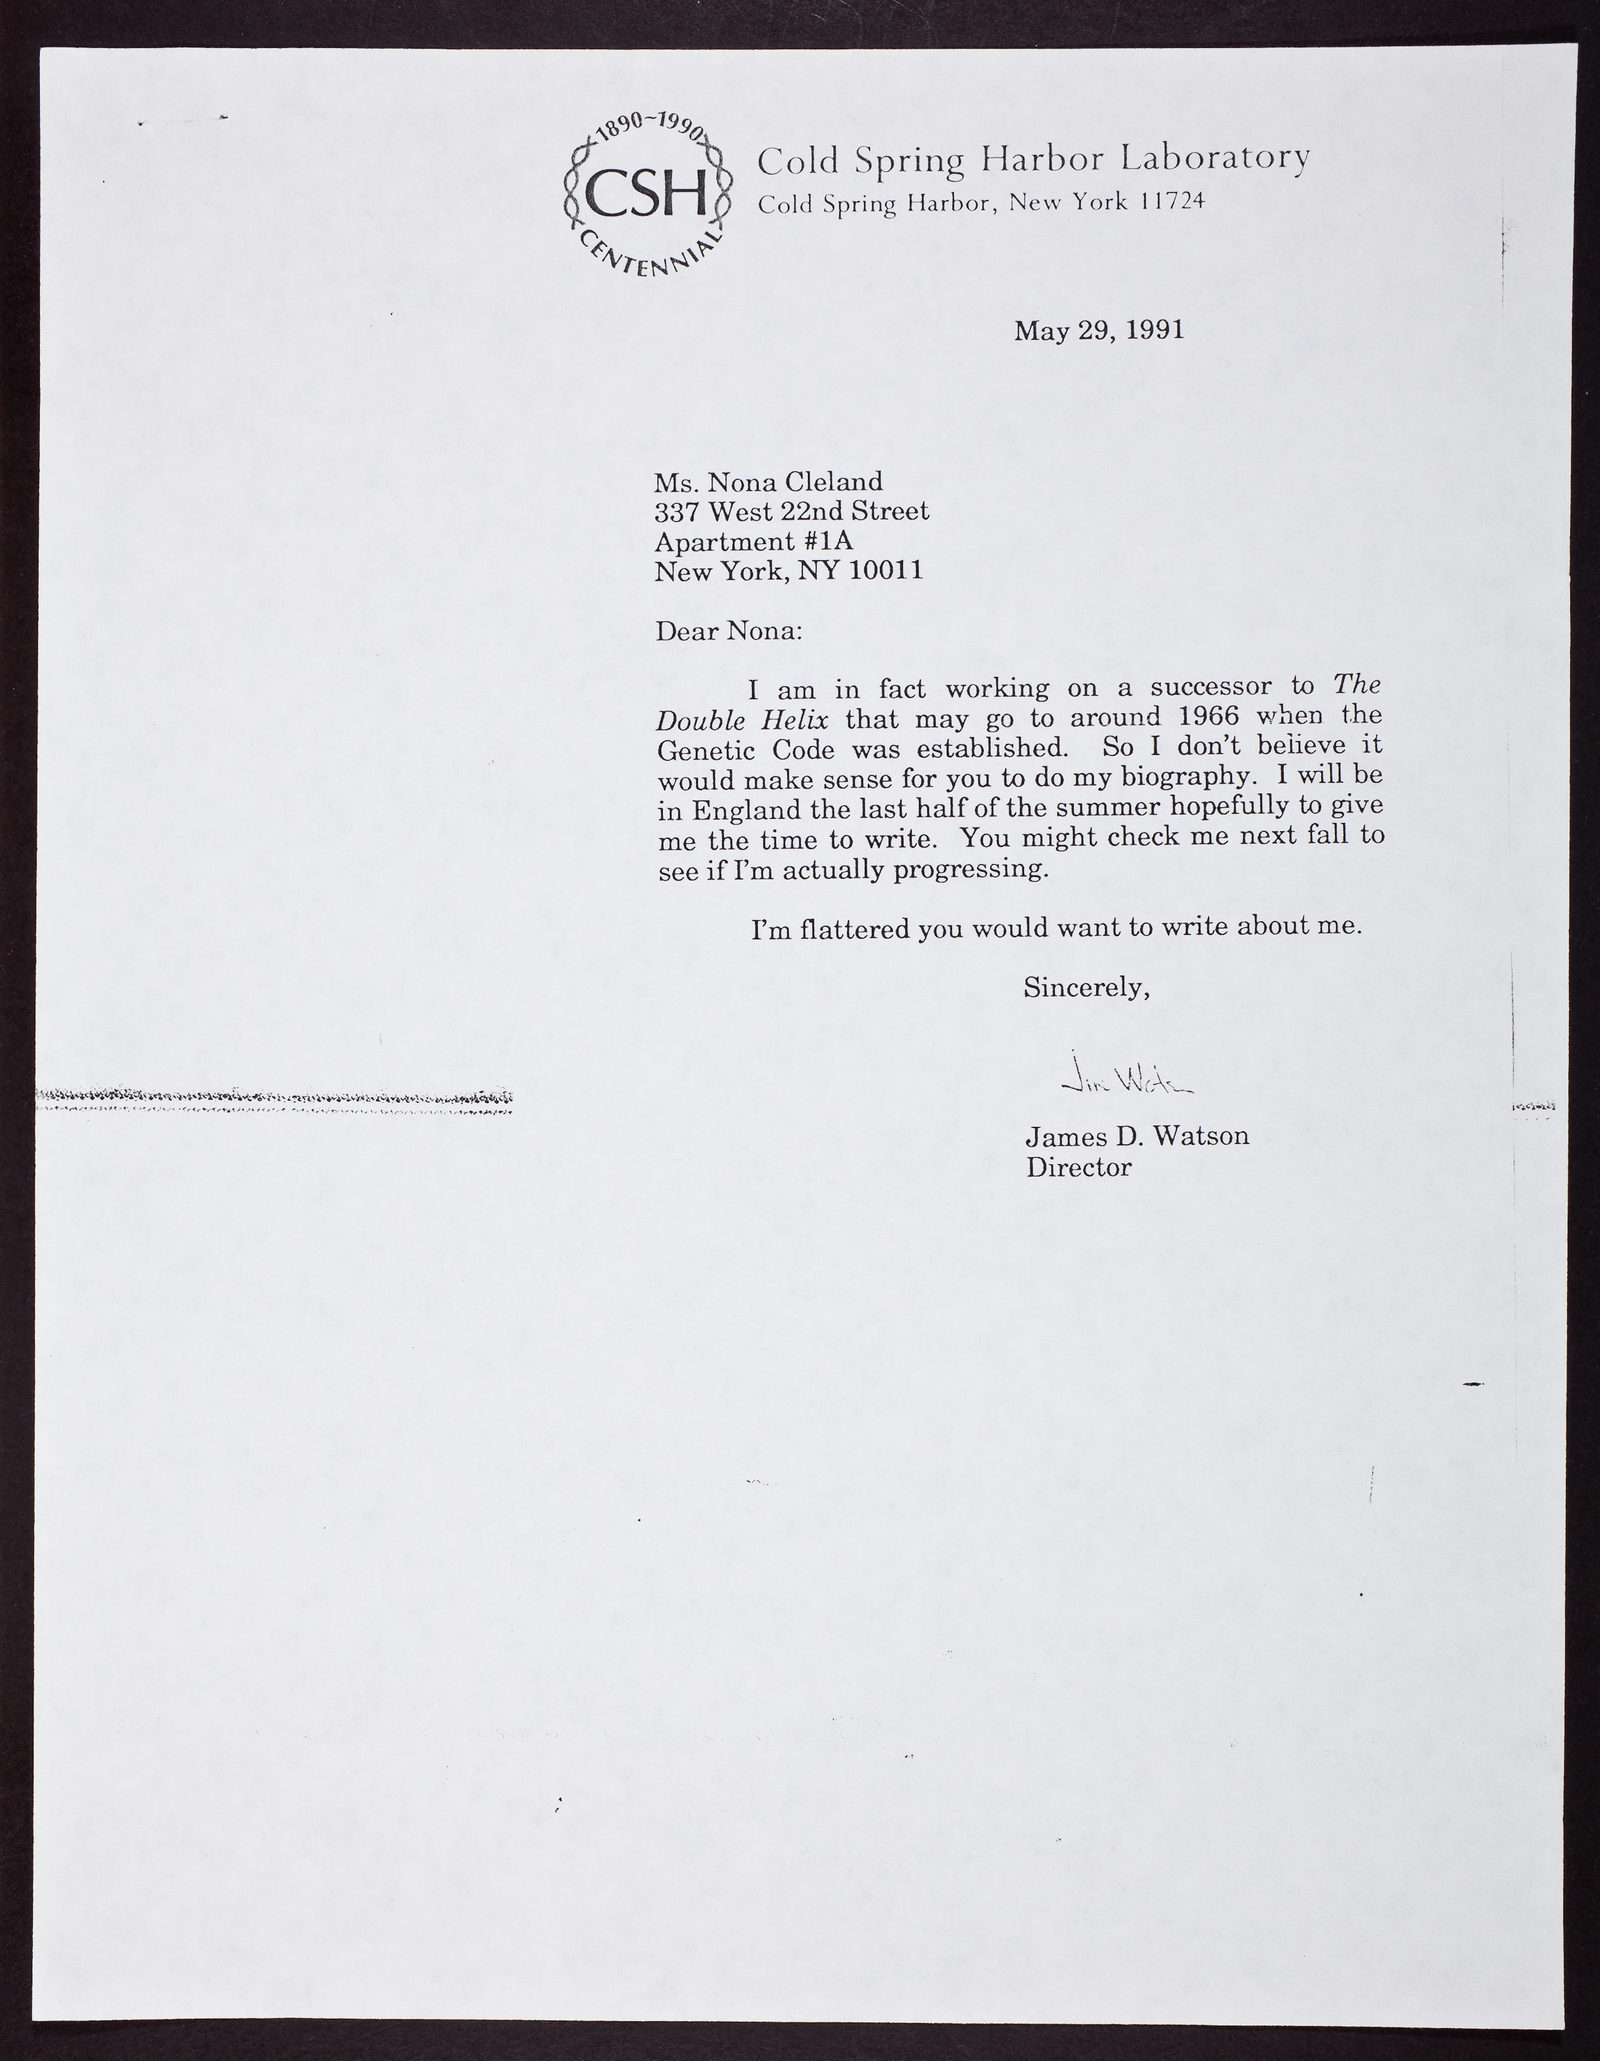 1890~1990
CSH
CENTENNIAL
Cold Spring Harbor Laboratory
Cold Spring Harbor, New York 11724
May 29, 1991
Ms. Nona Cleland
337 West 22nd Street
Apartment #1A
New York, NY 10011
Dear Nona:
I am in fact working on a successor to The
Double Helix that may go to around 1966 when the
Genetic Code was established. So I don't believe it
would make sense for you to do my biography. I will be
in England the last half of the summer hopefully to give
me the time to write. You might check me next fall to
see if I'm actually progressing.
I'm flattered you would want to write about me.
Sincerely,
Jim Watson
James D. Watson
Director